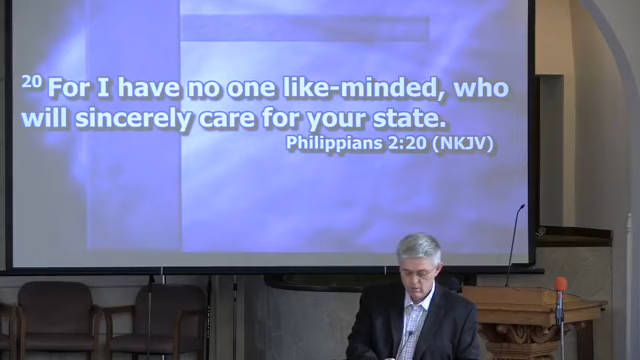 20 For I have no one like-minded, who
will sincerely care for your state.
Philippians 2:20 (NKJV)